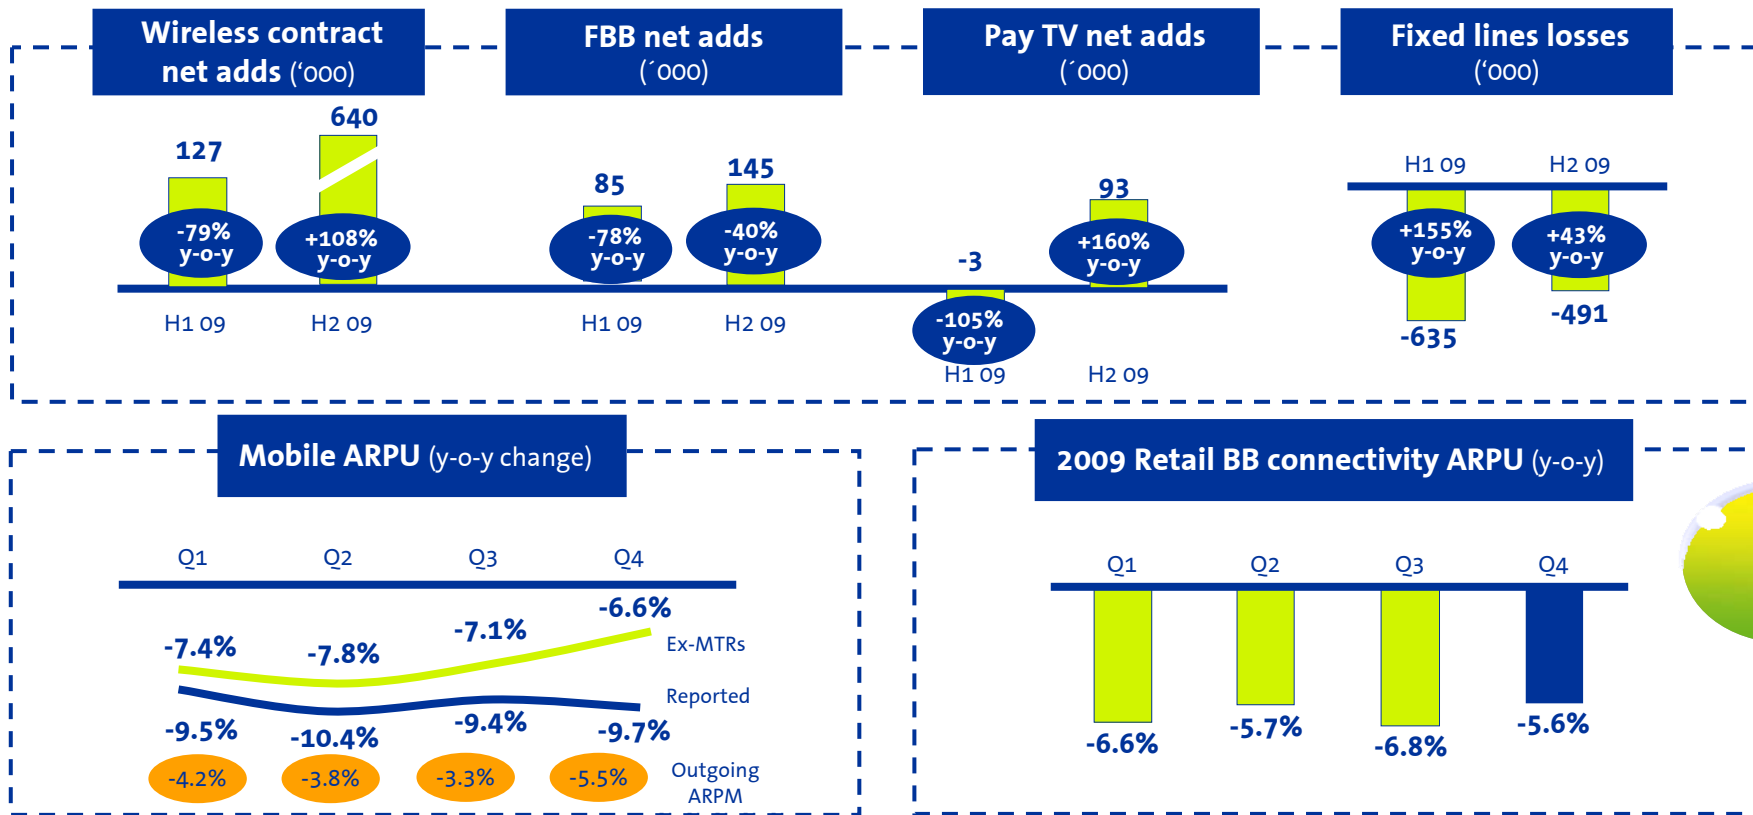 Wireless contract
net adds (‘000)
127
640
-79%
y-o-y
+108%
y-o-y
H1 09
H2 09
FBB net adds
(´000)
85
145
-78%
y-o-y
-40%
y-o-y
H1 09
H2 09
Pay TV net adds
(´000)
-3
93
-105%
y-o-y
+160%
y-o-y
H1 09
H2 09
Fixed lines losses
(‘000)
H1 09
H2 09
+155%
y-o-y
+43%
y-o-y
-635
-491
Mobile ARPU (y-o-y change)
Q1 Q2 Q3 Q4
-7.4% -7.8% -7.1% -6.6%
Ex-MTRs
Reported
-9.5% -10.4% -9.4% -9.7%
-4.2% -3.8% -3.3% -5.5%
Outgoing
ARPM
2009 Retail BB connectivity ARPU (y-o-y)
Q1 Q2 Q3 Q4
-6.6% -5.7% -6.8% -5.6%